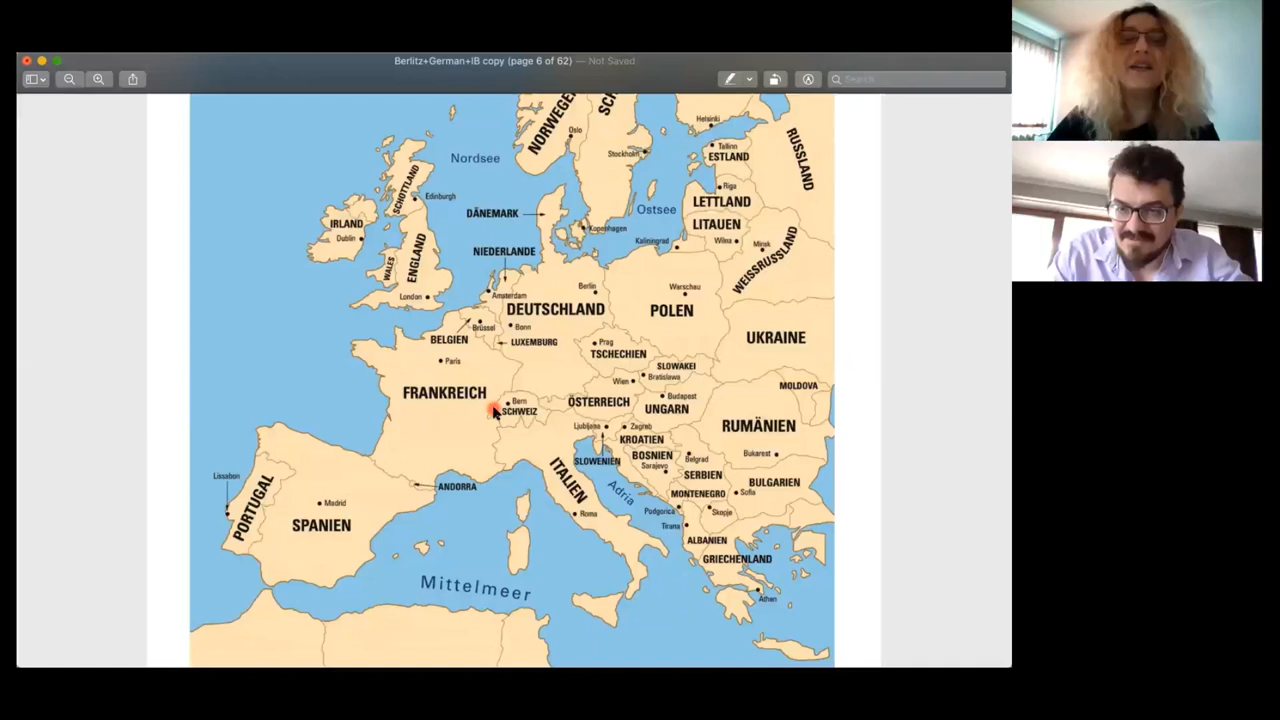 Berlitz+German+IB copy (page 6 of 62) — Not Saved
Search
NORWEGEN
SCH
Oslo
Helsinki
RUSSLAND
Stockholm
Tallinn
ESTLAND
Nordsee
SCHOTTLAND
Edinburgh
Riga
LETTLAND
Ostsee
DÄNEMARK
IRLAND
Dublin
Kopenhagen
LITAUEN
Kaliningrad
Wilna
Minsk
WEISSRUSSLAND
WALES
ENGLAND
NIEDERLANDE
London
Amsterdam
Berlin
Warschau
DEUTSCHLAND
POLEN
Brüssel
Bonn
BELGIEN
LUXEMBURG
UKRAINE
Prag
TSCHECHIEN
Paris
SLOWAKEI
Wien
Bratislava
MOLDOVA
FRANKREICH
Bern
SCHWEIZ
ÖSTERREICH
Budapest
UNGARN
Ljubljana
Zagreb
KROATIEN
RUMÄNIEN
SLOWENIEN
BOSNIEN
Sarajevo
Belgrad
Bukarest
SERBIEN
ITALIEN
Adria
MONTENEGRO
Sofia
BULGARIEN
Lissabon
PORTUGAL
ANDORRA
Madrid
SPANIEN
Roma
Podgorica
Skopje
Tirana
ALBANIEN
GRIECHENLAND
Mittelmeer
Athen